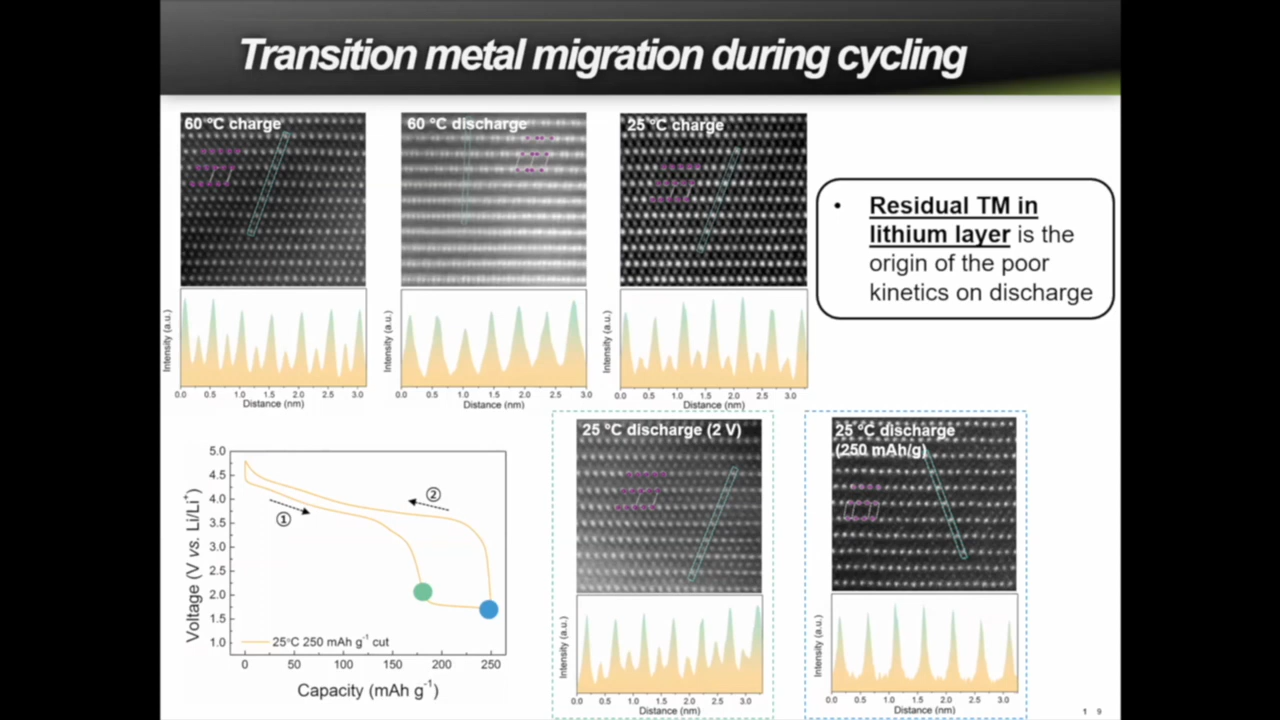 Transition metal migration during cycling
60 °C charge
60 °C discharge
25 °C charge
Intensity (a.u.)
0.0 0.5 1.0 1.5 2.0 2.5 3.0
Distance (nm)
Intensity (a.u.)
0.0 0.5 1.0 1.5 2.0 2.5 3.0
Distance (nm)
Intensity (a.u.)
0.0 0.5 1.0 1.5 2.0 2.5 3.0
Distance (nm)
• Residual TM in
lithium layer is the
origin of the poor
kinetics on discharge
Voltage (V vs. Li/Li⁺)
5.0
4.5
4.0
3.5
3.0
2.5
2.0
1.5
1.0
①
②
25°C 250 mAh g⁻¹ cut
0 50 100 150 200 250
Capacity (mAh g⁻¹)
25 °C discharge (2 V)
Intensity (a.u.)
0.0 0.5 1.0 1.5 2.0 2.5 3.0
Distance (nm)
25 °C discharge
(250 mAh/g)
Intensity (a.u.)
0.0 0.5 1.0 1.5 2.0 2.5 3.0
Distance (nm)
1 9